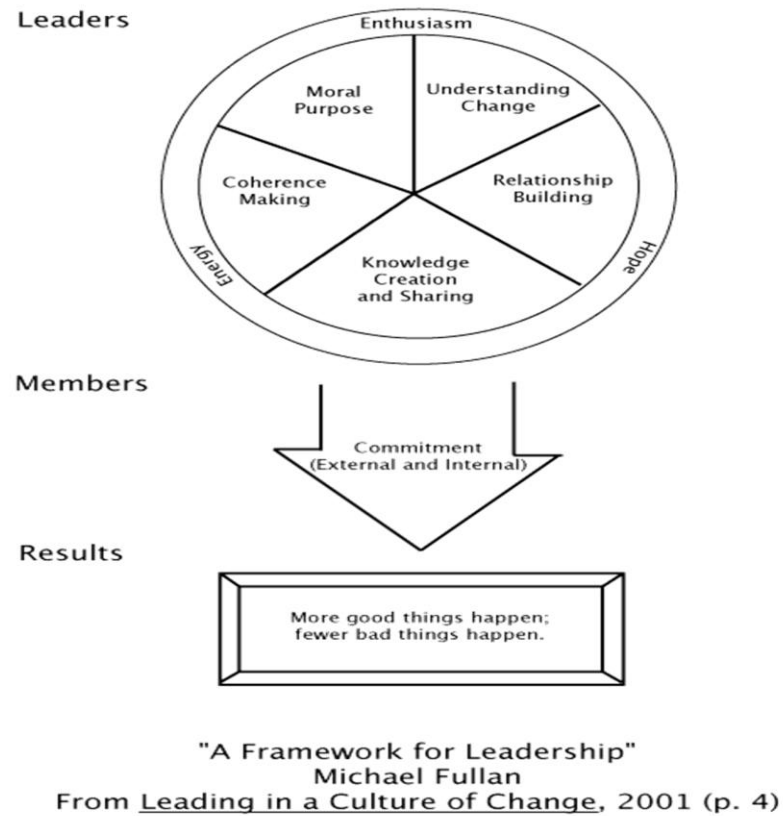 Leaders
Enthusiasm
Moral
Purpose
Understanding
Change
Coherence
Making
Relationship
Building
Energy
Hope
Knowledge
Creation
and Sharing
Members
Commitment
(External and Internal)
Results
More good things happen;
fewer bad things happen.
"A Framework for Leadership"
Michael Fullan
From Leading in a Culture of Change, 2001 (p. 4)